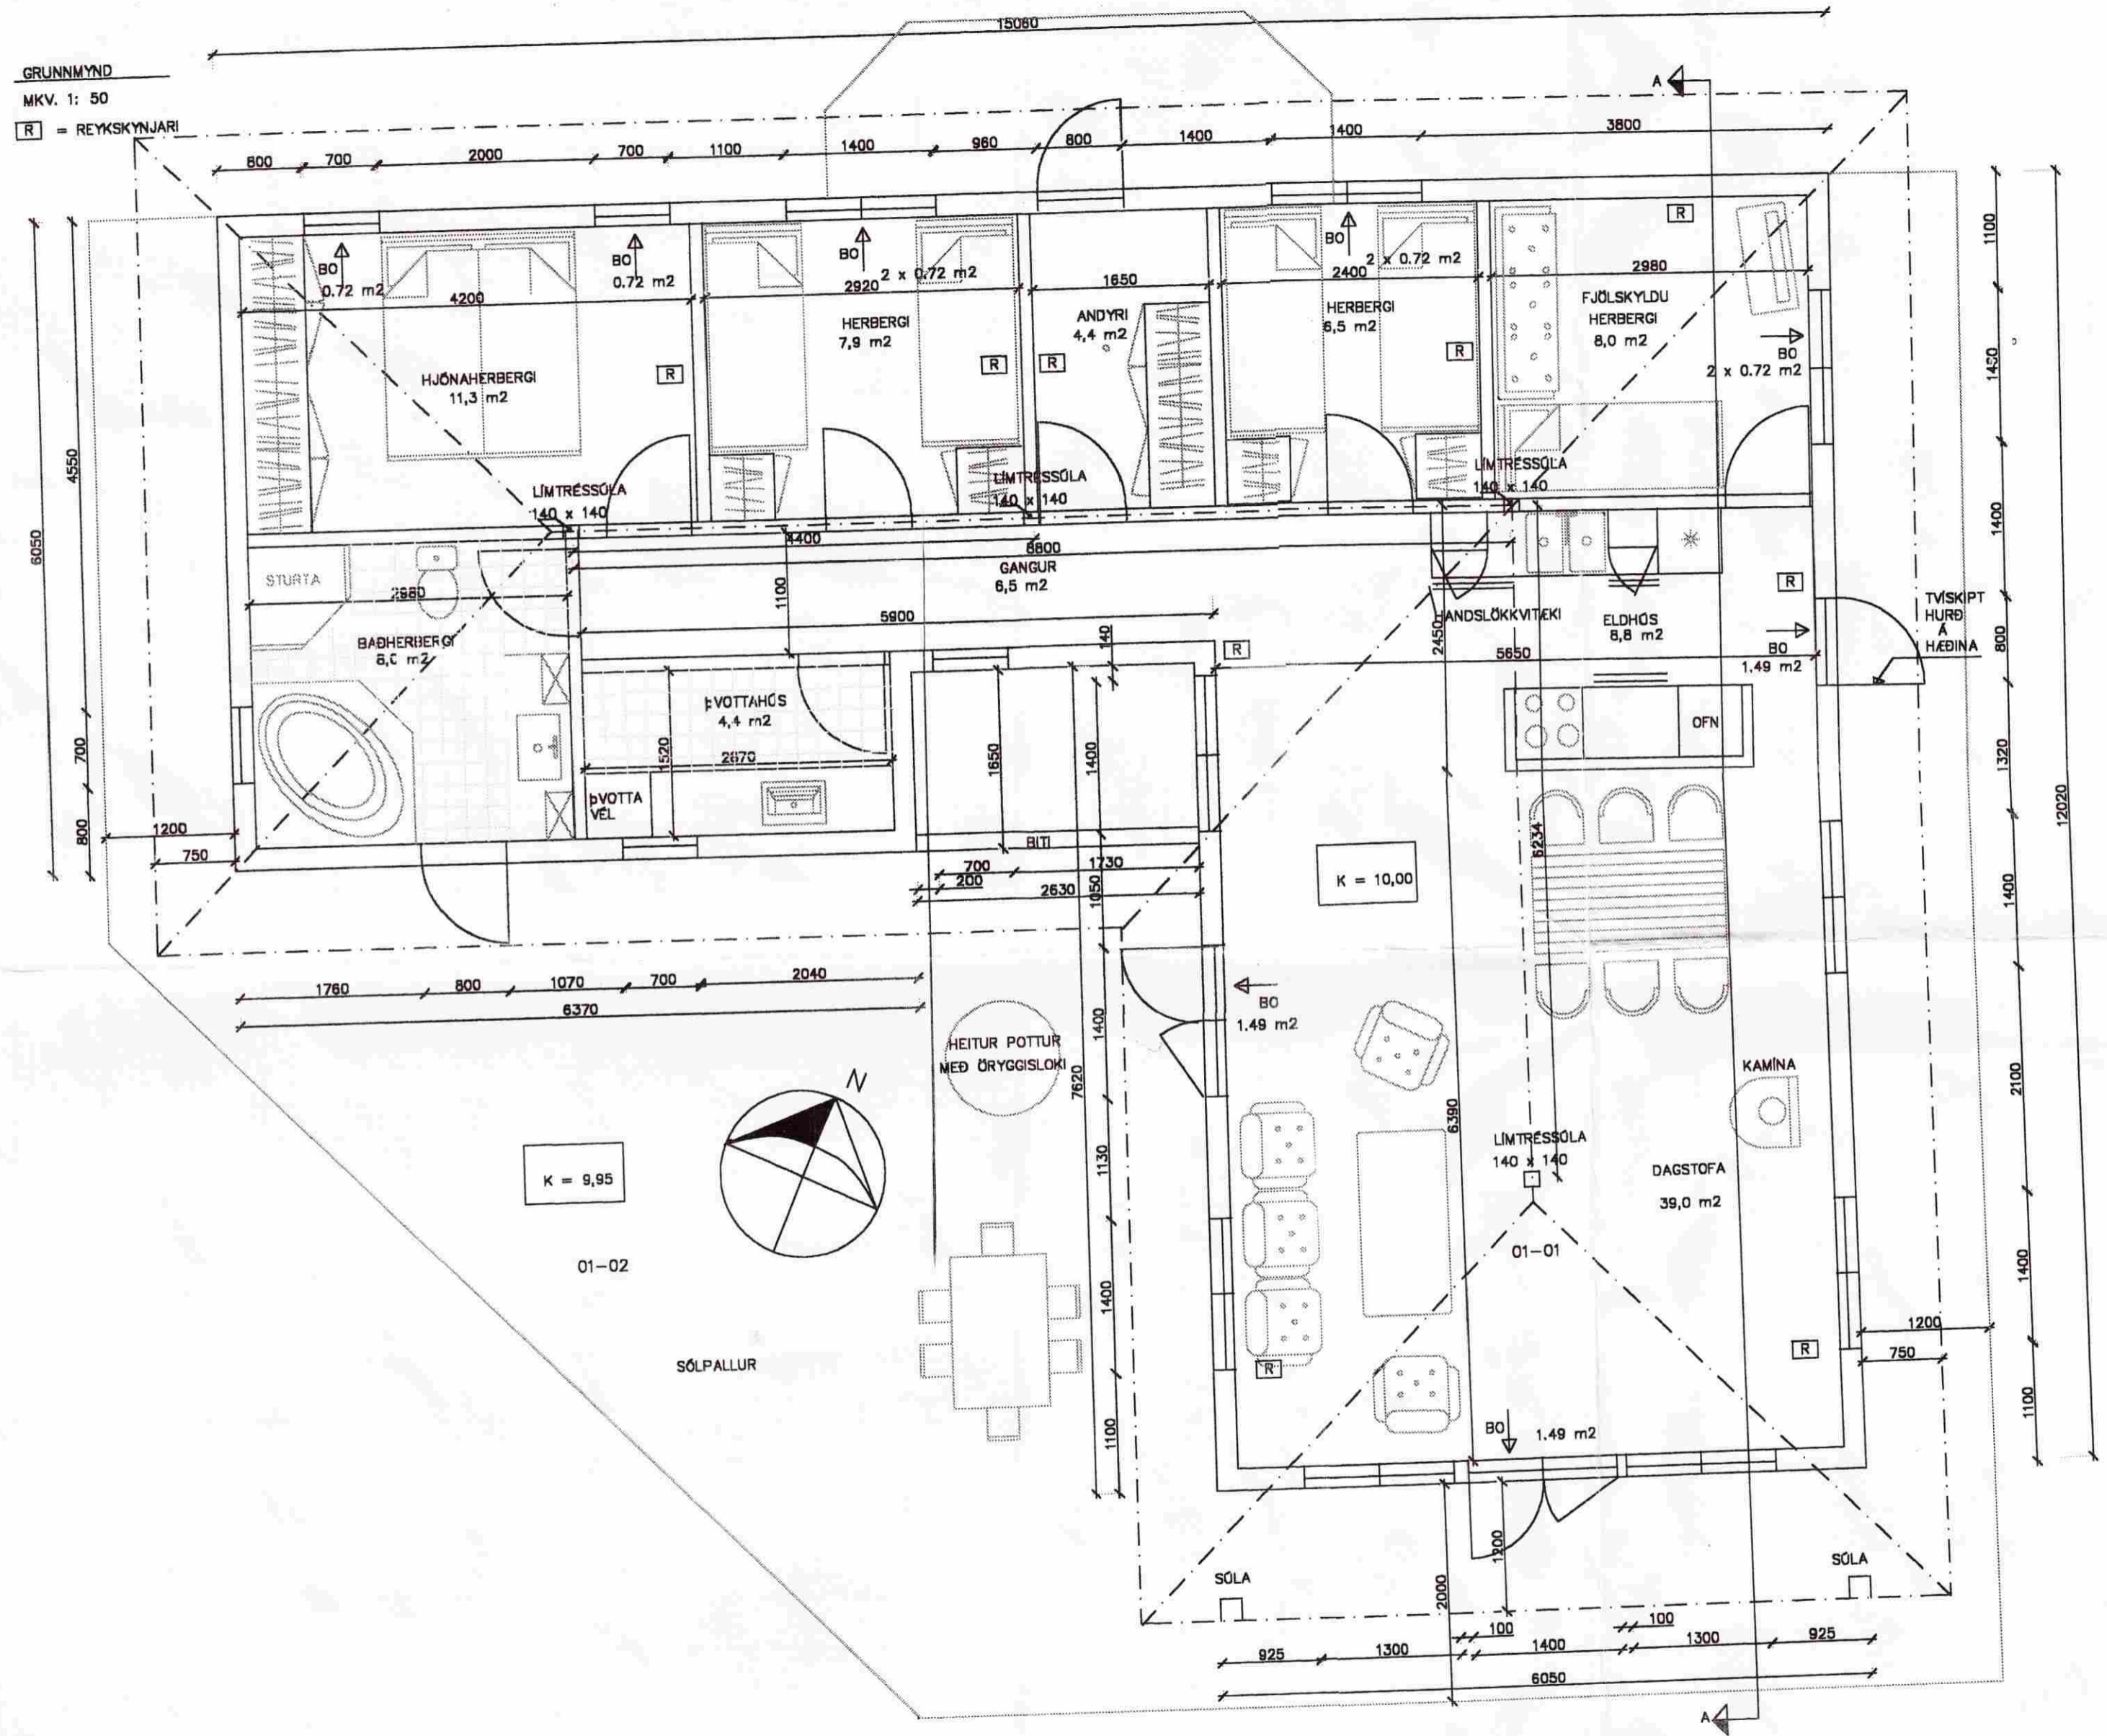 15060
GRUNNMYND
MKV. 1: 50
R = REYKSKYNJARI
A
800 700 2000 700 1100 1400 960 800 1400 1400 3800
R
BO
0.72 m2
BO
0.72 m2
BO
2 x 0.72 m2
BO
2 x 0.72 m2
4200
2920
1650
2400
2980
HJÓNAHERBERGI
11,3 m2
R
HERBERGI
7,9 m2
R
ANDYRI
4,4 m2
R
HERBERGI
6,5 m2
R
FJÖLSKYLDU
HERBERGI
8,0 m2
BO
2 x 0.72 m2
LÍMTRÉSSÚLA
140 x 140
LÍMTRÉSSÚLA
140 x 140
LÍMTRÉSSÚLA
140 x 140
6050
4550
700
800
1200
750
1100
1400
800
1320
1400
2100
1400
1100
12020
4400
8800
GANGUR
6,5 m2
1100
5900
140
STURTA
2980
BAÐHERBERGI
8,0 m2
ÞVOTTAHÚS
4,4 m2
1520
2670
ÞVOTTA
VÉL
1650
1400
BITI
700 1730
200
2630
1050
R
HANDSLÖKKVITÆKI
2450
ELDHÚS
8,8 m2
R
5650
BO
1.49 m2
TVÍSKIPT
HURÐ
Á
HÆÐINA
OFN
6234
K = 10,00
1760 800 1070 700 2040
6370
HEITUR POTTUR
MEÐ ÖRYGGISLOKI
7620
1400
1130
1400
1100
BO
1.49 m2
6390
KAMÍNA
N
K = 9,95
01-02
SÓLPALLUR
LÍMTRÉSSÚLA
140 x 140
DAGSTOFA
39,0 m2
01-01
R
R
1200
750
BO
1.49 m2
1200
2000
SÚLA
SÚLA
100 100
925 1300 1400 1300 925
6050
A